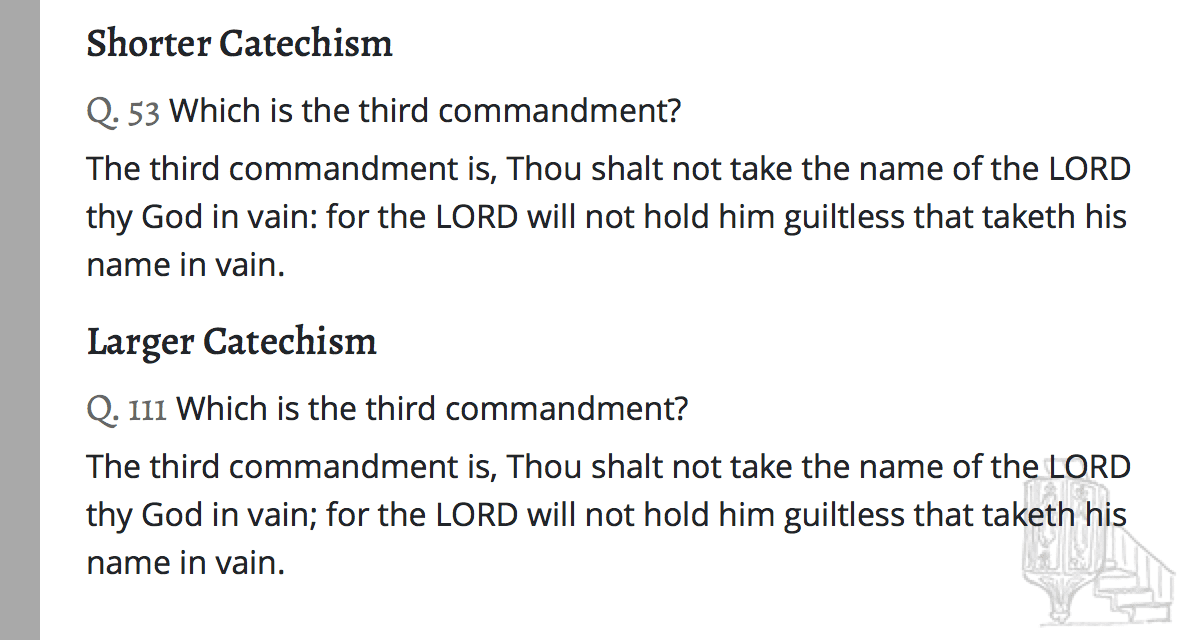 Shorter Catechism
Q. 53 Which is the third commandment?
The third commandment is, Thou shalt not take the name of the LORD
thy God in vain: for the LORD will not hold him guiltless that taketh his
name in vain.
Larger Catechism
Q. 111 Which is the third commandment?
The third commandment is, Thou shalt not take the name of the LORD
thy God in vain; for the LORD will not hold him guiltless that taketh his
name in vain.